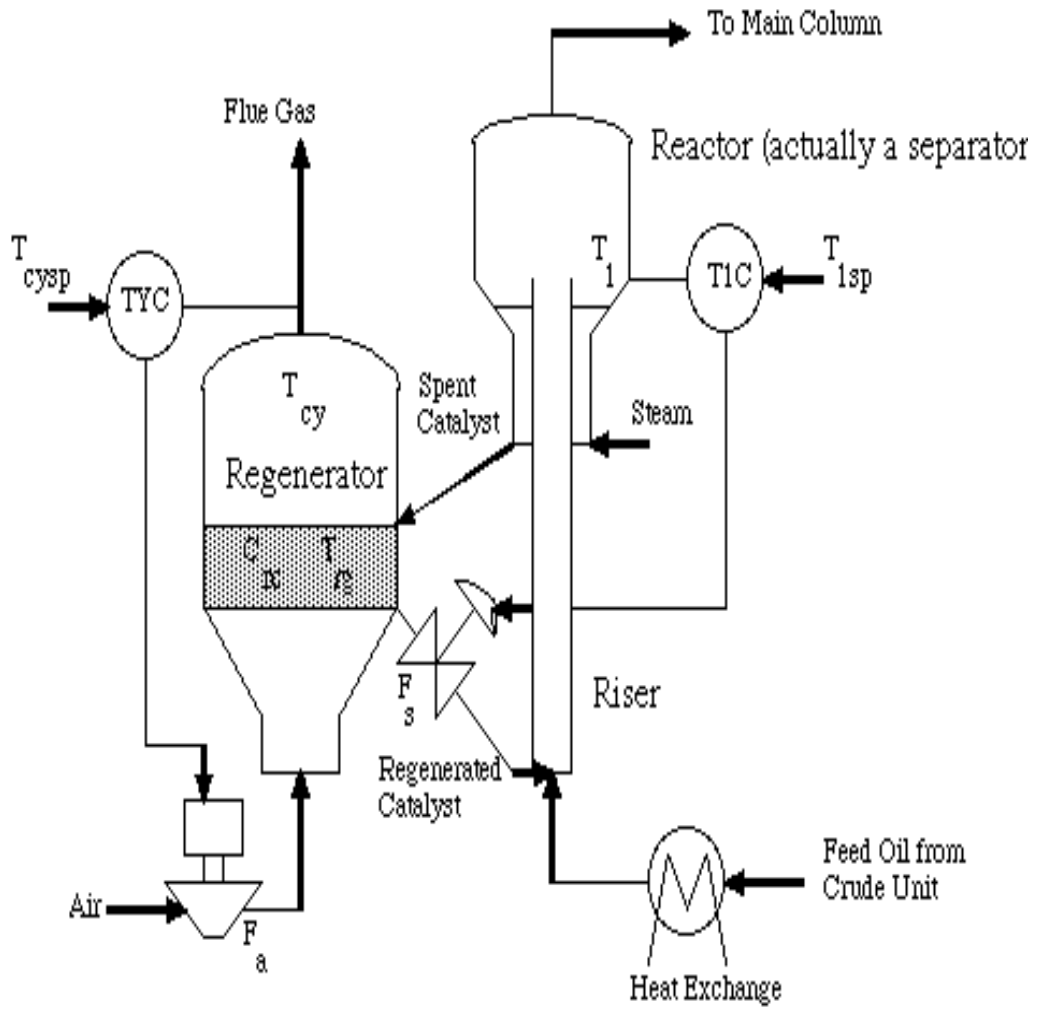 To Main Column
Flue Gas
Reactor (actually a separator
T
cysp
TYC
T
1
T1C
T
1sp
T
cy
Spent
Catalyst
Steam
Regenerator
C
rc
T
rg
F
s
Riser
Regenerated
Catalyst
Feed Oil from
Crude Unit
Air
F
a
Heat Exchange